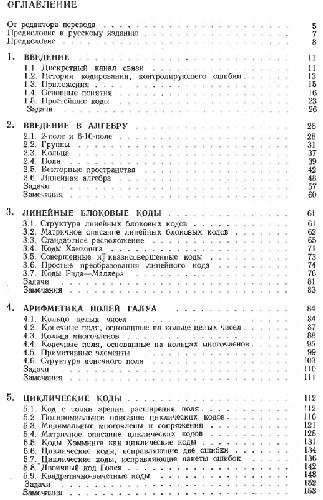 ОГЛАВЛЕНИЕ
От редактора перевода 5
Предисловие к русскому изданию 7
Предисловие 8
1. ВВЕДЕНИЕ 11
1.1. Дискретный канал связи 11
1.2. История кодирования, контролирующего ошибки 13
1.3. Приложения 15
1.4. Основные понятия 16
1.5. Простейшие коды 23
Задачи 26
2. ВВЕДЕНИЕ В АЛГЕБРУ 28
2.1. 2-поле и 10-поле 28
2.2. Группы 31
2.3. Кольца 37
2.4. Поля 39
2.5. Векторные пространства 42
2.6. Линейная алгебра 48
Задачи 57
Замечания 60
3. ЛИНЕЙНЫЕ БЛОКОВЫЕ КОДЫ 61
3.1. Структура линейных блоковых кодов 61
3.2. Матричное описание линейных блоковых кодов 62
3.3. Стандартное расположение 65
3.4. Коды Хэмминга 71
3.5. Совершенные и квазисовершенные коды 73
3.6. Простые преобразования линейного кода 74
3.7. Коды Рида—Маллера 76
Задачи 81
Замечания 83
4. АРИФМЕТИКА ПОЛЕЙ ГАЛУА 84
4.1. Кольцо целых чисел 84
4.2. Конечные поля, основанные на кольце целых чисел 87
4.3. Кольца многочленов 88
4.4. Конечные поля, основанные на кольцах многочленов 95
4.5. Примитивные элементы 99
4.6. Структура конечного поля 103
Задачи 110
Замечания 111
5. ЦИКЛИЧЕСКИЕ КОДЫ 112
5.1. Код с точки зрения расширения поля 112
5.2. Полиномиальное описание циклических кодов 116
5.3. Минимальные многочлены и сопряжения 121
5.4. Матричное описание циклических кодов 128
5.5. Коды Хэмминга как циклические коды 131
5.6. Циклические коды, исправляющие две ошибки 134
5.7. Циклические коды, исправляющие пакеты ошибок 136
5.8. Двоичный код Голея 142
5.9. Квадратично-вычетные коды 148
Задачи 152
Замечания 153